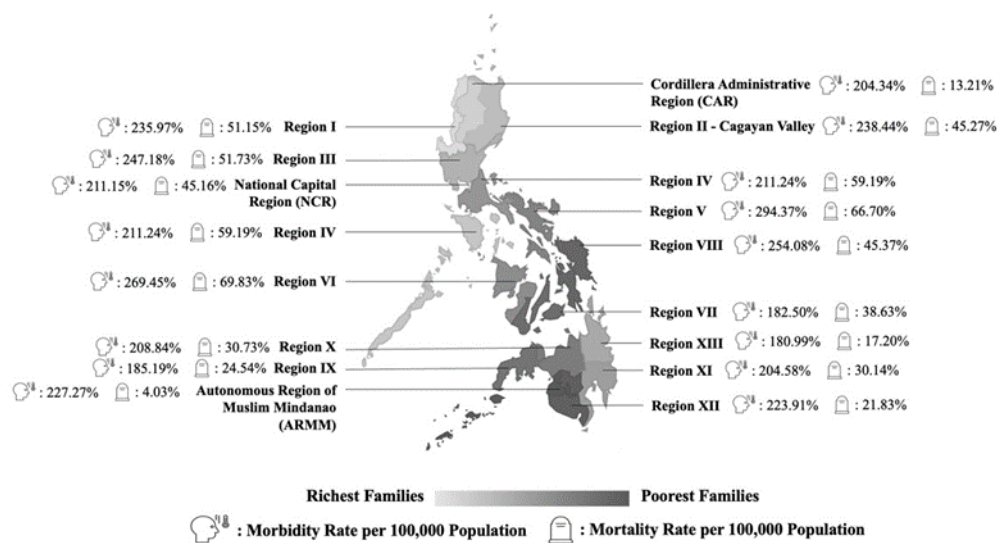 Cordillera Administrative : 204.34% : 13.21%
Region (CAR)
: 235.97% : 51.15% Region I
Region II - Cagayan Valley : 238.44% : 45.27%
: 247.18% : 51.73% Region III
: 211.15% : 45.16% National Capital
Region (NCR)
Region IV : 211.24% : 59.19%
Region V : 294.37% : 66.70%
: 211.24% : 59.19% Region IV
Region VIII : 254.08% : 45.37%
: 269.45% : 69.83% Region VI
Region VII : 182.50% : 38.63%
: 208.84% : 30.73% Region X
Region XIII : 180.99% : 17.20%
: 185.19% : 24.54% Region IX
Region XI : 204.58% : 30.14%
: 227.27% : 4.03% Autonomous Region of
Muslim Mindanao
(ARMM)
Region XII : 223.91% : 21.83%
Richest Families Poorest Families
: Morbidity Rate per 100,000 Population : Mortality Rate per 100,000 Population